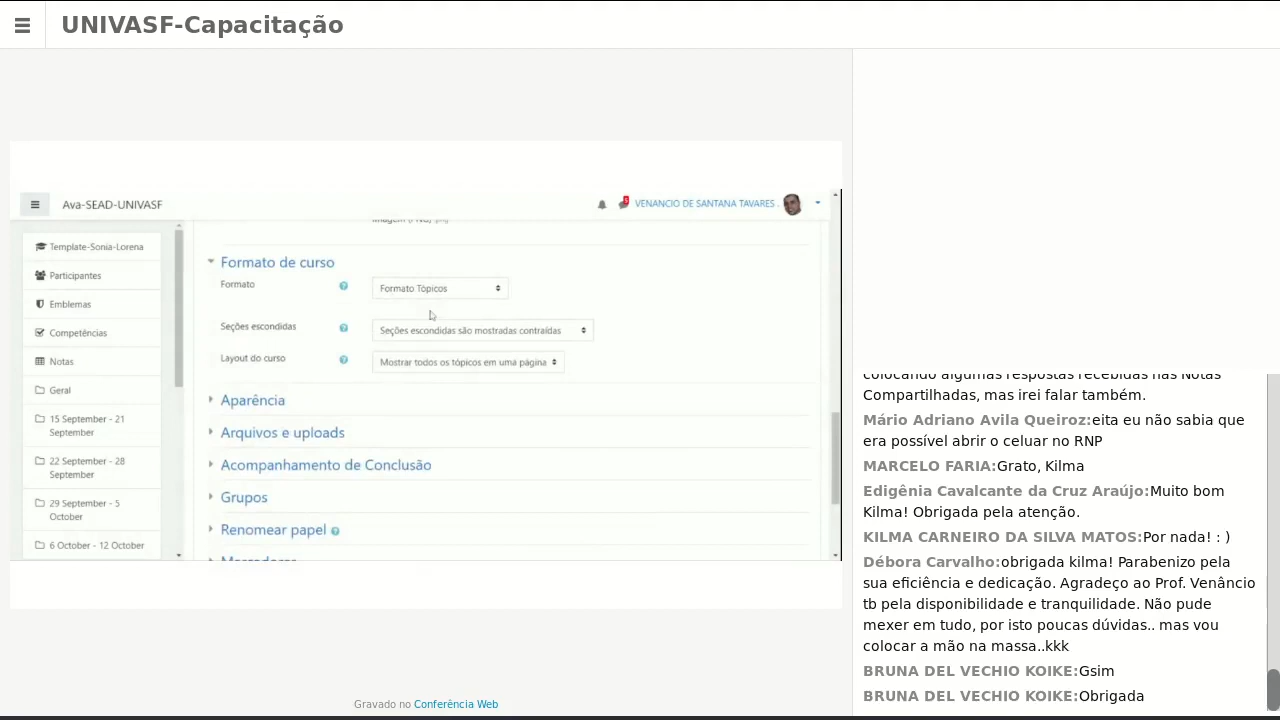 UNIVASF-Capacitação
Ava-SEAD-UNIVASF
VENANCIO DE SANTANA TAVARES .
Template-Sonia-Lorena
Participantes
Emblemas
Competências
Notas
Geral
15 September - 21
September
22 September - 28
September
29 September - 5
October
6 October - 12 October
Formato de curso
Formato
Formato Tópicos
Seções escondidas
Seções escondidas são mostradas contraídas
Layout do curso
Mostrar todos os tópicos em uma página
Aparência
Arquivos e uploads
Acompanhamento de Conclusão
Grupos
Renomear papel
colocando algumas respostas recebidas nas Notas
Compartilhadas, mas irei falar também.
Mário Adriano Avila Queiroz:eita eu não sabia que
era possível abrir o celuar no RNP
MARCELO FARIA:Grato, Kilma
Edigênia Cavalcante da Cruz Araújo:Muito bom
Kilma! Obrigada pela atenção.
KILMA CARNEIRO DA SILVA MATOS:Por nada! : )
Débora Carvalho:obrigada kilma! Parabenizo pela
sua eficiência e dedicação. Agradeço ao Prof. Venâncio
tb pela disponibilidade e tranquilidade. Não pude
mexer em tudo, por isto poucas dúvidas.. mas vou
colocar a mão na massa..kkk
BRUNA DEL VECHIO KOIKE:Gsim
BRUNA DEL VECHIO KOIKE:Obrigada
Gravado no Conferência Web